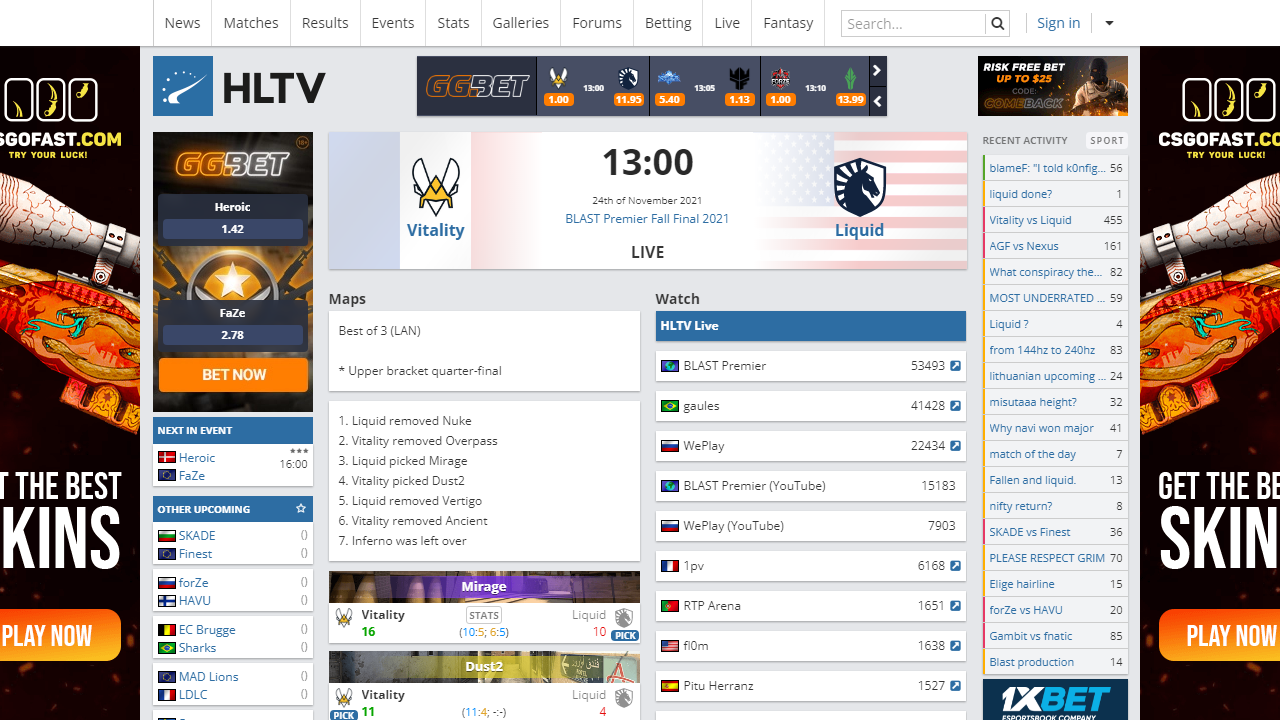 News Matches Results Events Stats Galleries Forums Betting Live Fantasy Search... Sign in
HLTV
GG.BET
13:00
1.00 11.95
13:05
5.40 1.13
13:10
1.00 13.99
RISK FREE BET
UP TO $25
CODE:
COMEBACK
CSGOFAST.COM
TRY YOUR LUCK!
GET THE BEST
SKINS
PLAY NOW
18+
GG.BET
Heroic
1.42
FaZe
2.78
BET NOW
NEXT IN EVENT
Heroic
16:00
FaZe
OTHER UPCOMING
SKADE ()
Finest ()
forZe ()
HAVU ()
EC Brugge ()
Sharks ()
MAD Lions ()
LDLC ()
Vitality
13:00
24th of November 2021
BLAST Premier Fall Final 2021
LIVE
Liquid
Maps
Best of 3 (LAN)
* Upper bracket quarter-final
1. Liquid removed Nuke
2. Vitality removed Overpass
3. Liquid picked Mirage
4. Vitality picked Dust2
5. Liquid removed Vertigo
6. Vitality removed Ancient
7. Inferno was left over
Mirage
Vitality STATS Liquid
16 (10:5; 6:5) 10 PICK
Dust2
Vitality Liquid
PICK 11 (11:4; -:-) 4
Watch
HLTV Live
BLAST Premier 53493
gaules 41428
WePlay 22434
BLAST Premier (YouTube) 15183
WePlay (YouTube) 7903
1pv 6168
RTP Arena 1651
fl0m 1638
Pitu Herranz 1527
RECENT ACTIVITY SPORT
blameF: "I told k0nfig... 56
liquid done? 1
Vitality vs Liquid 455
AGF vs Nexus 161
What conspiracy the... 82
MOST UNDERRATED ... 59
Liquid ? 4
from 144hz to 240hz 83
lithuanian upcoming ... 24
misutaaa height? 32
Why navi won major 41
match of the day 7
Fallen and liquid. 13
nifty return? 8
SKADE vs Finest 36
PLEASE RESPECT GRIM 70
Elige hairline 15
forZe vs HAVU 20
Gambit vs fnatic 85
Blast production 14
1XBET
ESPORTSBOOK COMPANY
CSGOFAST.COM
TRY YOUR LUCK!
GET THE BEST
SKINS
PLAY NOW